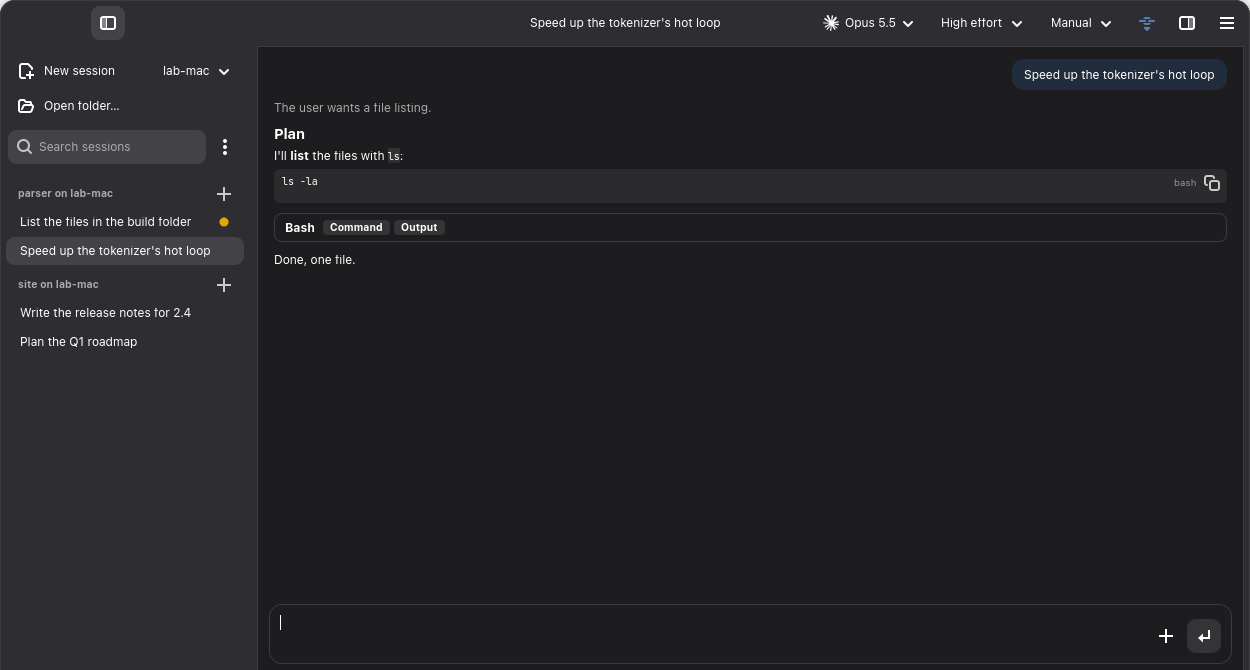 Speed up the tokenizer's hot loop
Opus 5.5
High effort
Manual
New session
lab-mac
Open folder...
Search sessions
parser on lab-mac
List the files in the build folder
Speed up the tokenizer's hot loop
site on lab-mac
Write the release notes for 2.4
Plan the Q1 roadmap
Speed up the tokenizer's hot loop
The user wants a file listing.
Plan
I'll list the files with ls:
ls -la
bash
Bash Command Output
Done, one file.